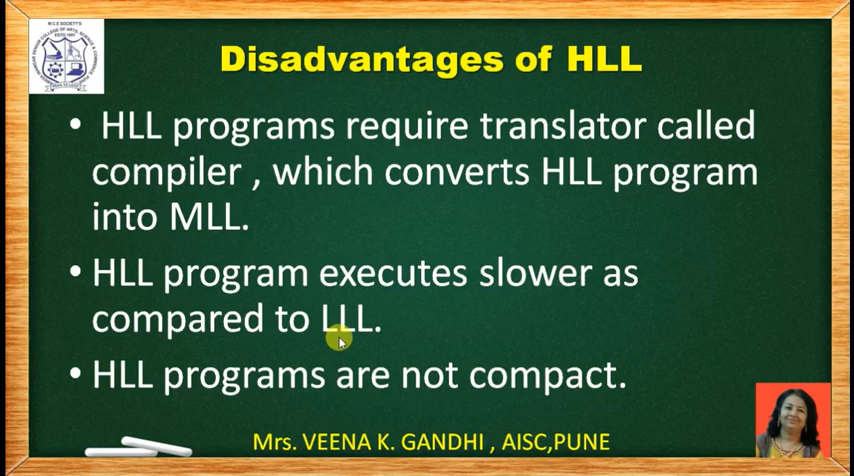 M.C.E SOCIETY'S
Disadvantages of HLL
• HLL programs require translator called
compiler , which converts HLL program
into MLL.
• HLL program executes slower as
compared to LLL.
• HLL programs are not compact.
Mrs. VEENA K. GANDHI , AISC,PUNE